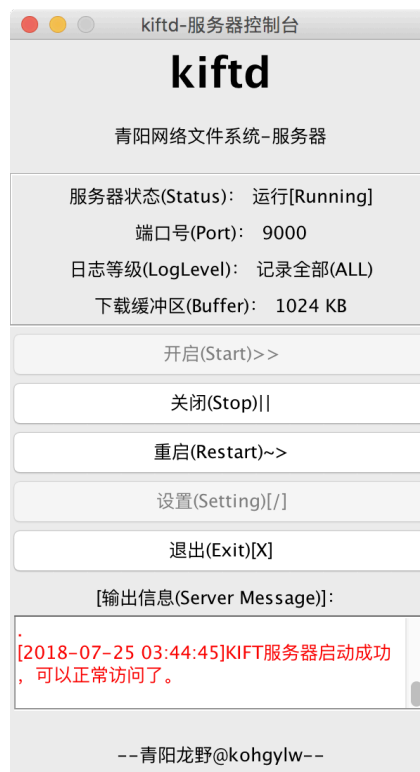 kiftd-服务器控制台
kiftd
青阳网络文件系统-服务器
服务器状态(Status)： 运行[Running]
端口号(Port)： 9000
日志等级(LogLevel)： 记录全部(ALL)
下载缓冲区(Buffer)： 1024 KB
开启(Start)>>
关闭(Stop)||
重启(Restart)~>
设置(Setting)[/]
退出(Exit)[X]
[输出信息(Server Message)]：
.
[2018-07-25 03:44:45]KIFT服务器启动成功
，可以正常访问了。
--青阳龙野@kohgylw--